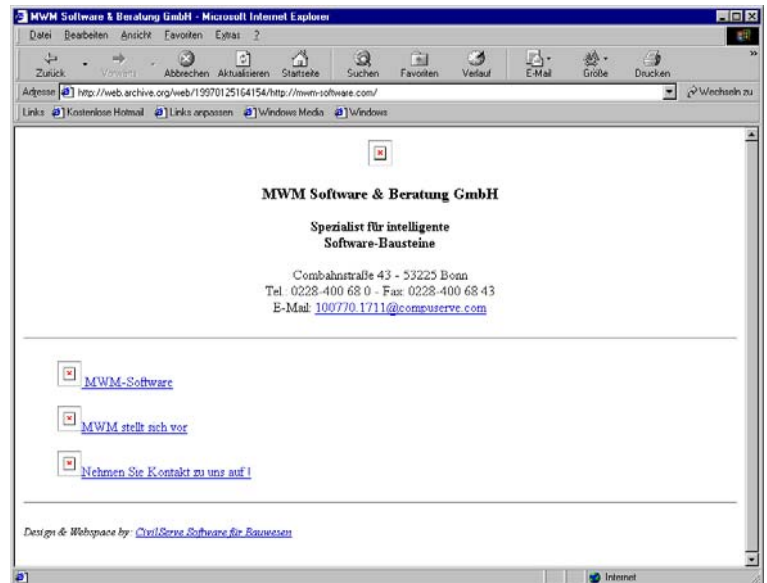 MWM Software & Beratung GmbH - Microsoft Internet Explorer
Datei Bearbeiten Ansicht Favoriten Extras ?
Zurück Vorwärts Abbrechen Aktualisieren Startseite Suchen Favoriten Verlauf E-Mail Größe Drucken »
Adresse http://web.archive.org/web/19970125164154/http://mwm-software.com/ Wechseln zu
Links Kostenlose Hotmail Links anpassen Windows Media Windows
MWM Software & Beratung GmbH
Spezialist für intelligente
Software-Bausteine
Combahnstraße 43 - 53225 Bonn
Tel.: 0228-400 68 0 - Fax: 0228-400 68 43
E-Mail: 100770.1711@compuserve.com
MWM-Software
MWM stellt sich vor
Nehmen Sie Kontakt zu uns auf !
Design & Webspace by: CivilServe Software für Bauwesen
Internet